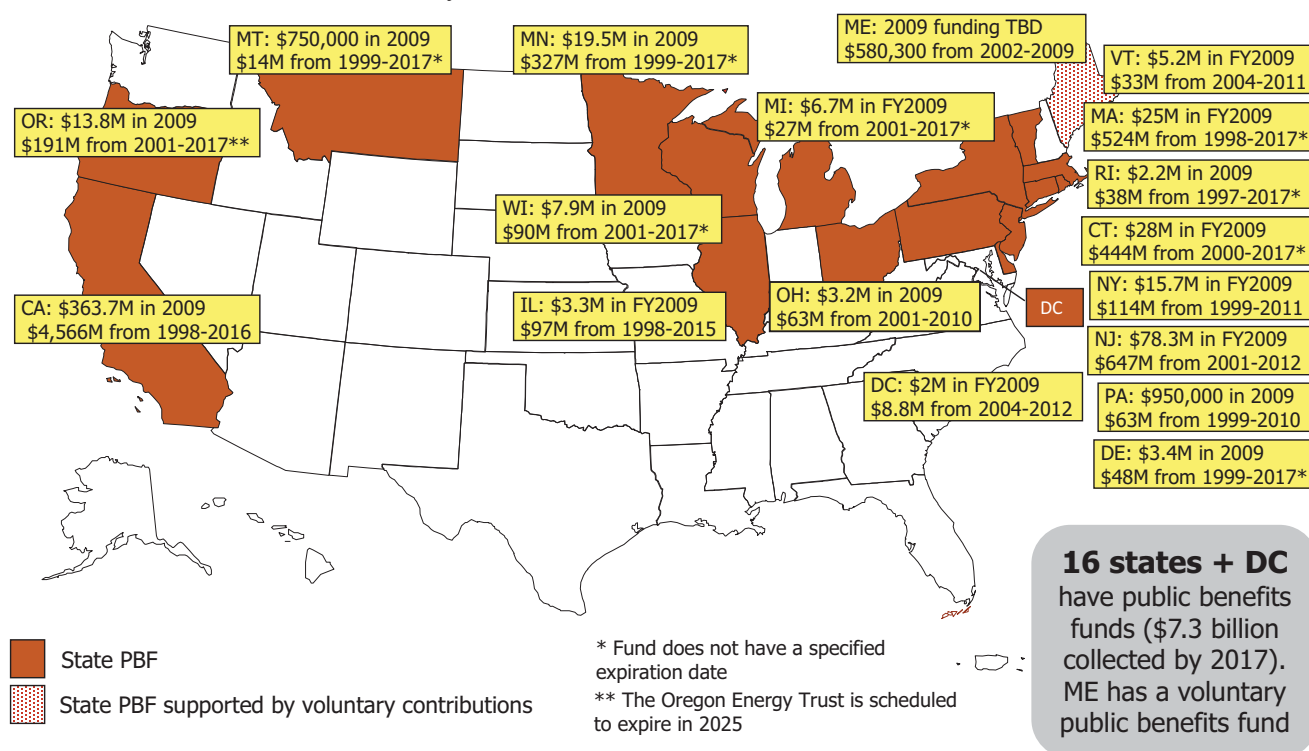 MT: $750,000 in 2009
$14M from 1999-2017*
MN: $19.5M in 2009
$327M from 1999-2017*
ME: 2009 funding TBD
$580,300 from 2002-2009
VT: $5.2M in FY2009
$33M from 2004-2011
OR: $13.8M in 2009
$191M from 2001-2017**
MI: $6.7M in FY2009
$27M from 2001-2017*
MA: $25M in FY2009
$524M from 1998-2017*
RI: $2.2M in 2009
$38M from 1997-2017*
WI: $7.9M in 2009
$90M from 2001-2017*
CT: $28M in FY2009
$444M from 2000-2017*
CA: $363.7M in 2009
$4,566M from 1998-2016
IL: $3.3M in FY2009
$97M from 1998-2015
OH: $3.2M in 2009
$63M from 2001-2010
DC
NY: $15.7M in FY2009
$114M from 1999-2011
NJ: $78.3M in FY2009
$647M from 2001-2012
DC: $2M in FY2009
$8.8M from 2004-2012
PA: $950,000 in 2009
$63M from 1999-2010
DE: $3.4M in 2009
$48M from 1999-2017*
16 states + DC
have public benefits
funds ($7.3 billion
collected by 2017).
ME has a voluntary
public benefits fund
State PBF
State PBF supported by voluntary contributions
* Fund does not have a specified
expiration date
** The Oregon Energy Trust is scheduled
to expire in 2025